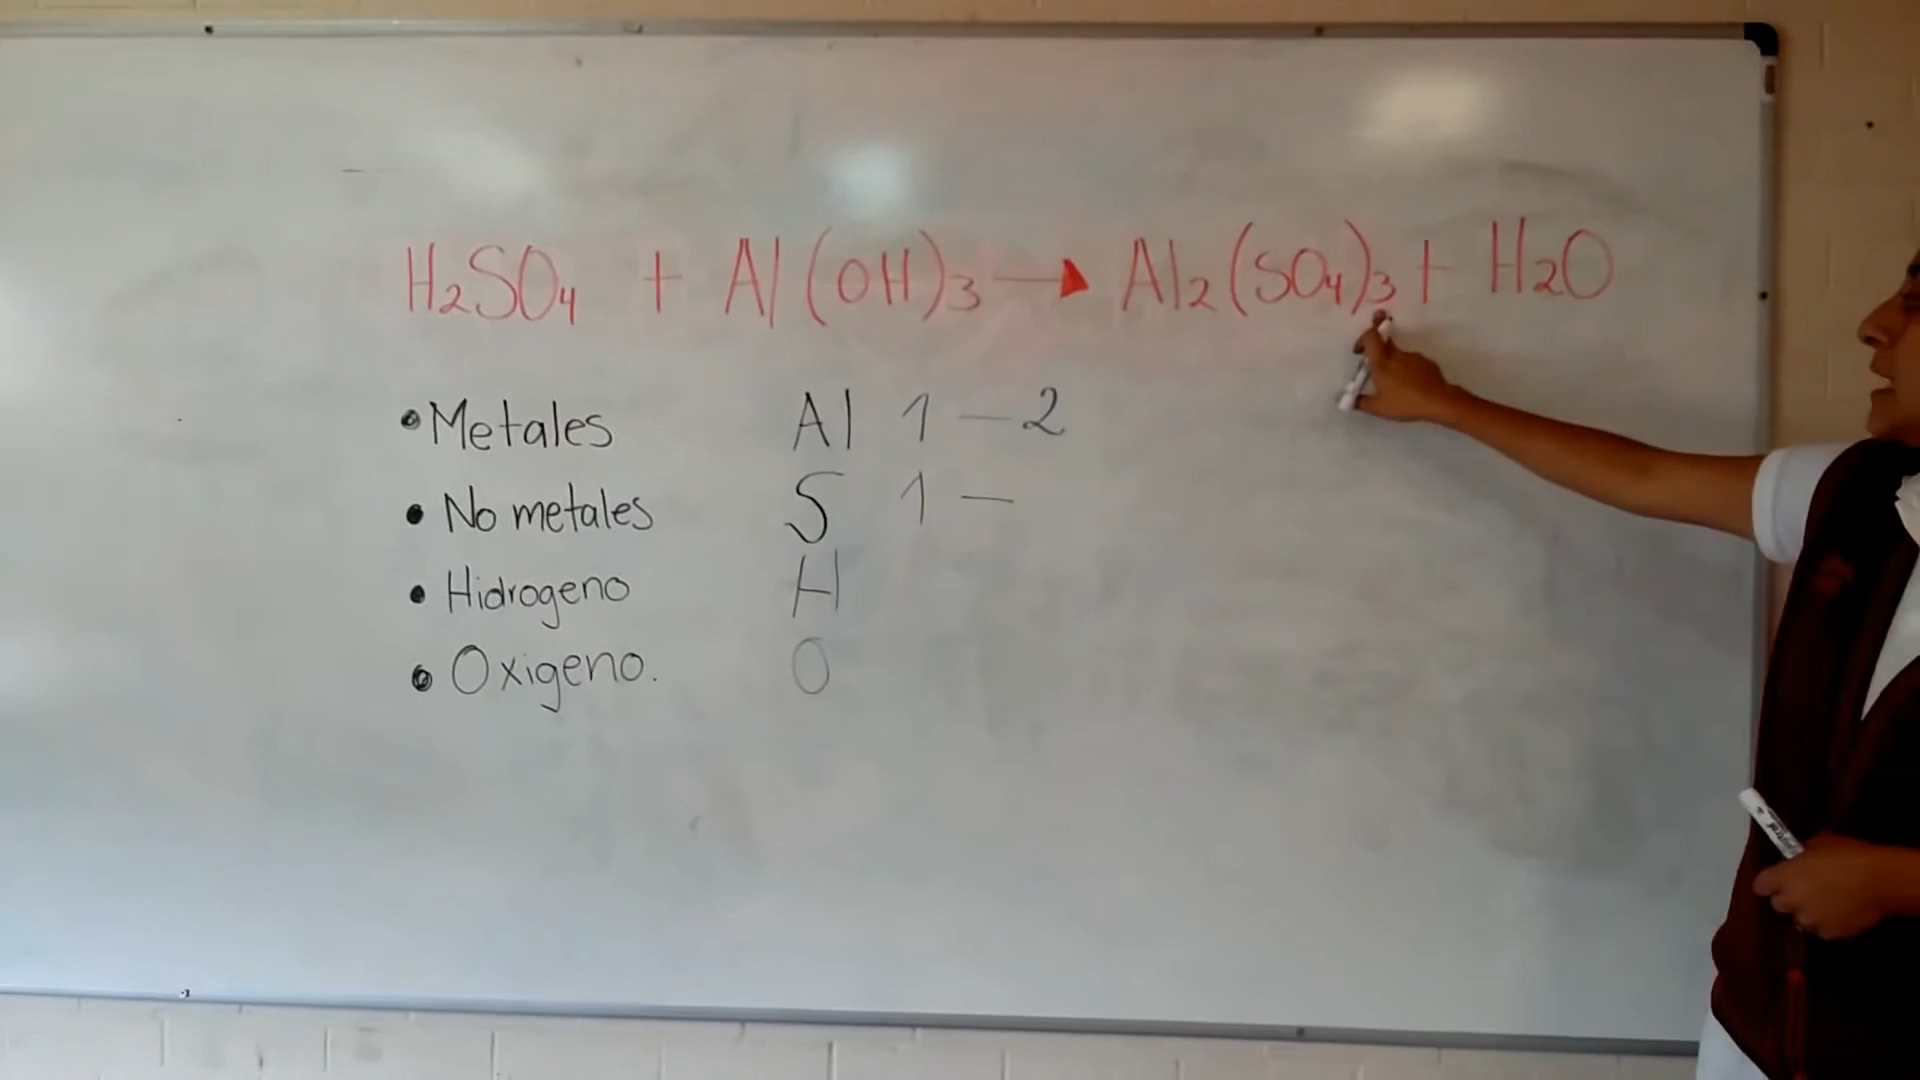 H₂SO₄ + Al(OH)₃ → Al₂(SO₄)₃ + H₂O
• Metales Al 1 — 2
• No metales S 1 —
• Hidrogeno H
• Oxigeno. O